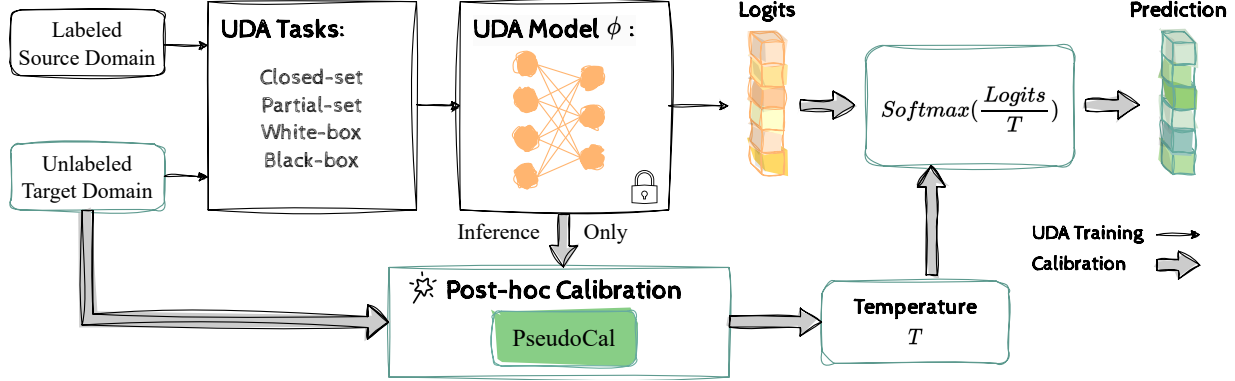 Labeled
Source Domain
Unlabeled
Target Domain
UDA Tasks:
Closed-set
Partial-set
White-box
Black-box
UDA Model ϕ :
Logits
Softmax(Logits/T)
Prediction
Inference Only
Post-hoc Calibration
PseudoCal
Temperature
T
UDA Training
Calibration